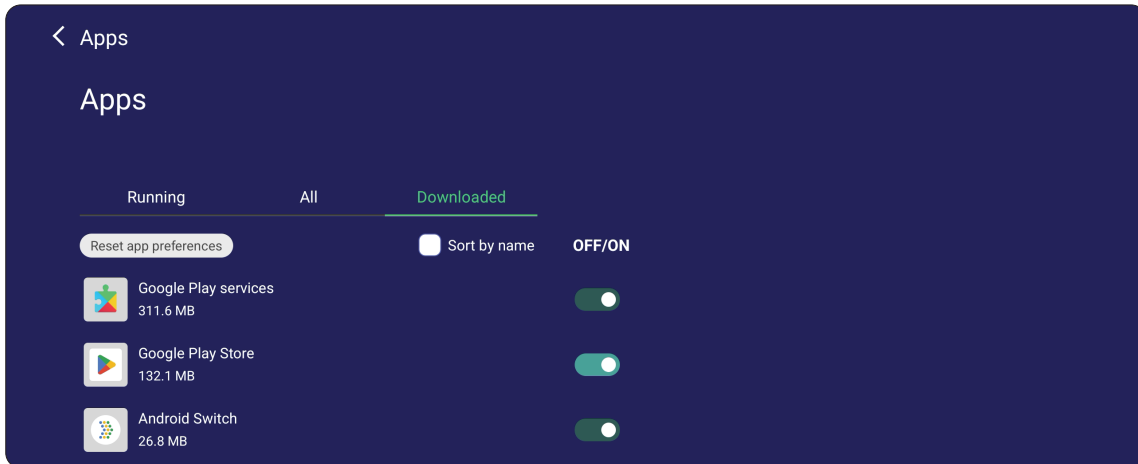 Apps
Apps
Running All Downloaded
Reset app preferences Sort by name OFF/ON
Google Play services
311.6 MB
Google Play Store
132.1 MB
Android Switch
26.8 MB